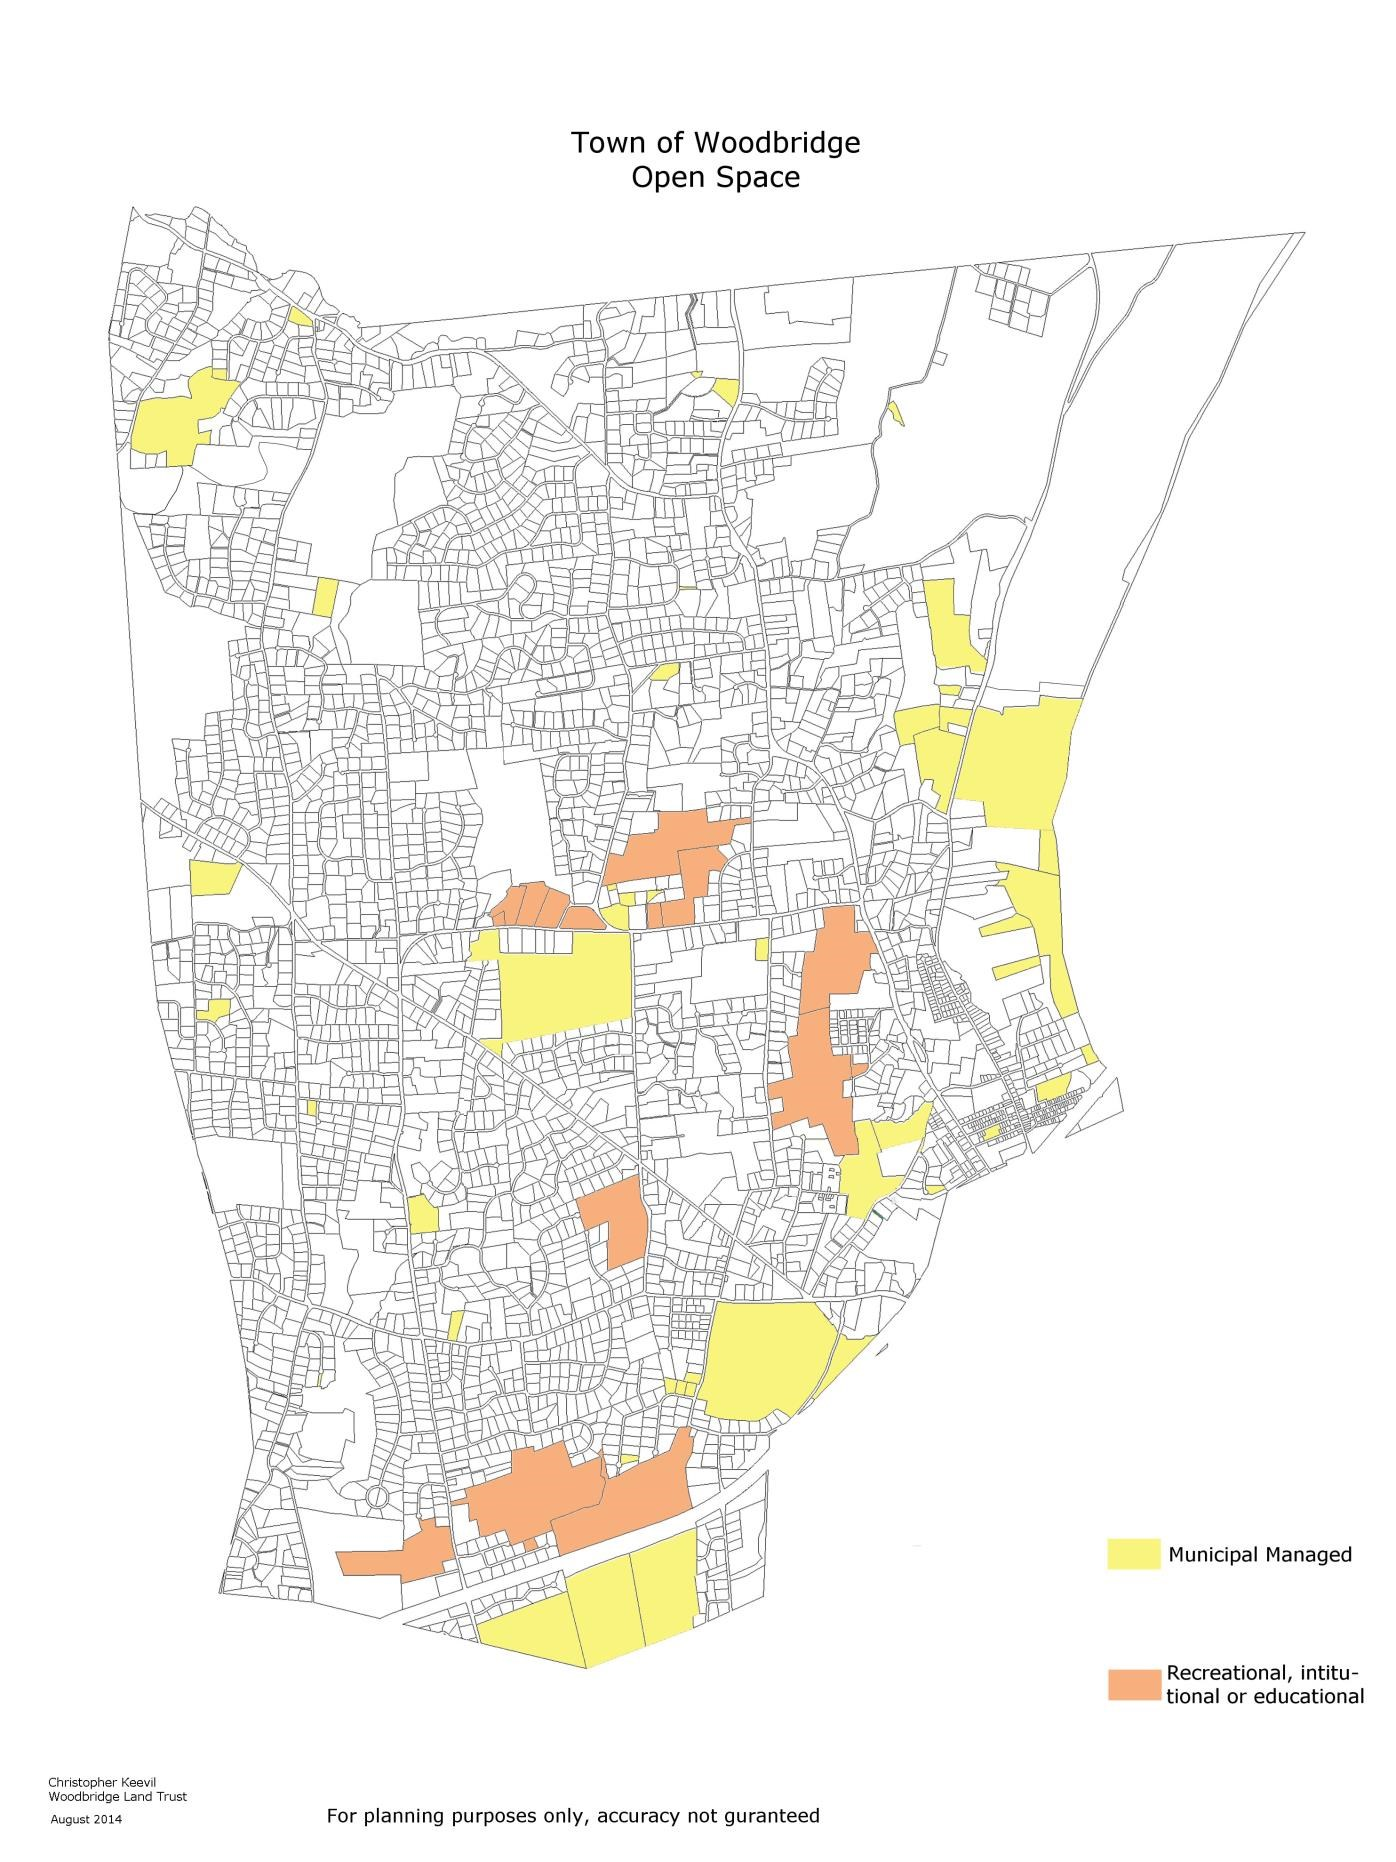 Town of Woodbridge
Open Space
Municipal Managed
Recreational, intitu-
tional or educational
Christopher Keevil
Woodbridge Land Trust
August 2014
For planning purposes only, accuracy not guranteed